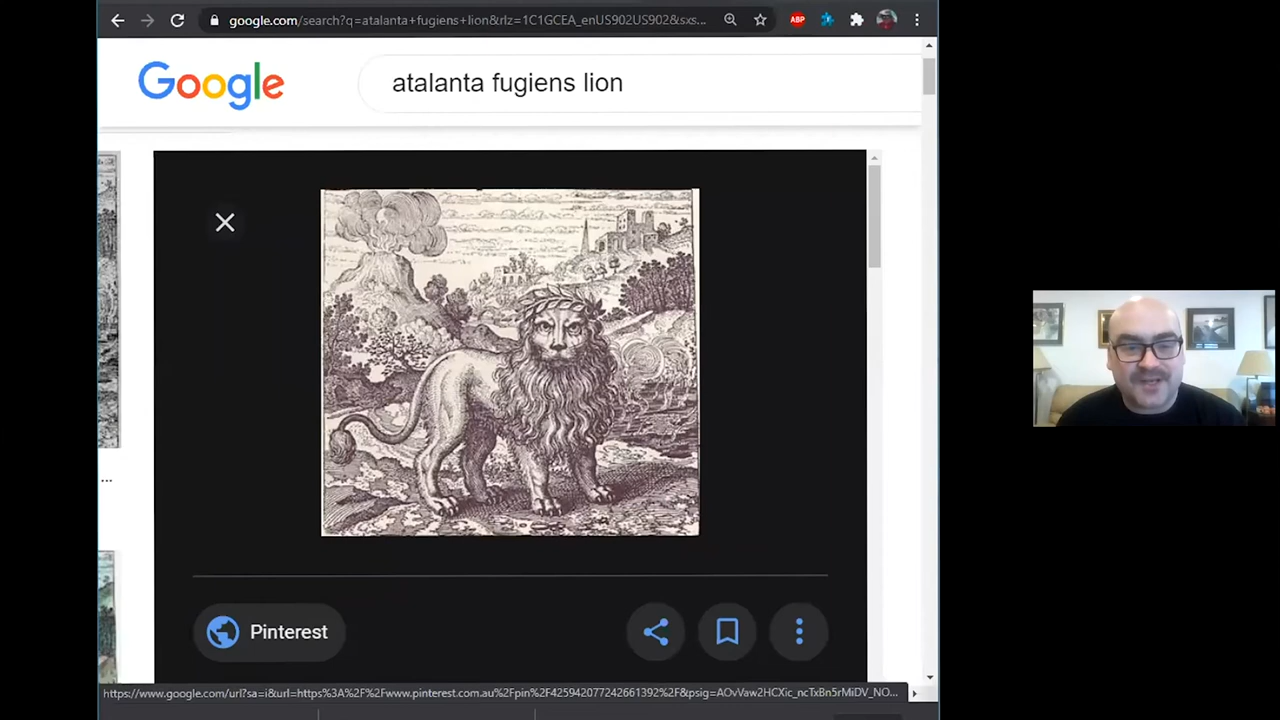 google.com/search?q=atalanta+fugiens+lion&rlz=1C1GCEA_enUS902US902&sxs...
ABP
Google
atalanta fugiens lion
...
Pinterest
https://www.google.com/url?sa=i&url=https%3A%2F%2Fwww.pinterest.com.au%2Fpin%2F425942077242661392%2F&psig=AOvVaw2HCXic_ncTxBn5rMiDV_NO...